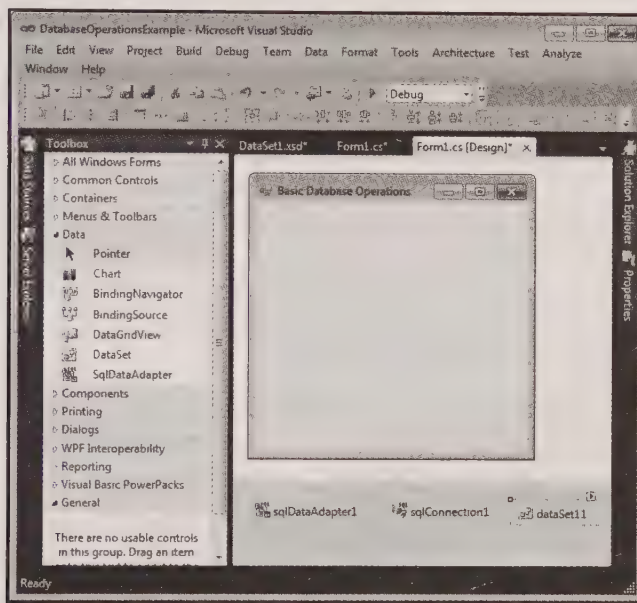 DatabaseOperationsExample - Microsoft Visual Studio
File Edit View Project Build Debug Team Data Format Tools Architecture Test Analyze
Window Help
Debug
Toolbox
DataSet1.xsd* Form1.cs* Form1.cs [Design]*
All Windows Forms
Common Controls
Containers
Menus & Toolbars
Data
Pointer
Chart
BindingNavigator
BindingSource
DataGridView
DataSet
SqlDataAdapter
Components
Printing
Dialogs
WPF Interoperability
Reporting
Visual Basic PowerPacks
General
There are no usable controls
in this group. Drag an item
Basic Database Operations
sqlDataAdapter1 sqlConnection1 dataSet11
Solution Explorer
Properties
Data Sources
Ready